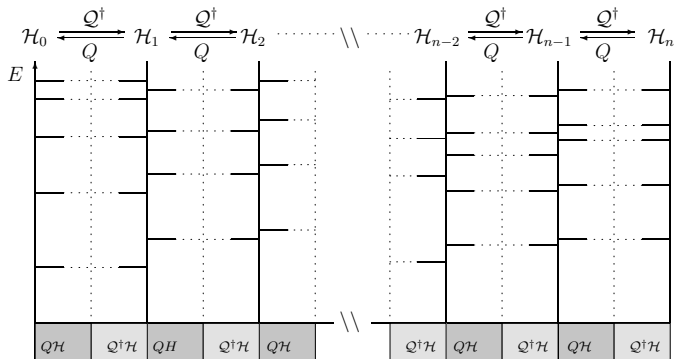 𝒬† 𝒬† 𝒬† 𝒬†
ℋ₀ ⇌ ℋ₁ ⇌ ℋ₂ ········ \\ ······ ℋₙ₋₂ ⇌ ℋₙ₋₁ ⇌ ℋₙ
Q Q Q Q
E
Qℋ 𝒬†ℋ QH 𝒬†ℋ Qℋ \\ 𝒬†ℋ Qℋ 𝒬†ℋ Qℋ 𝒬†ℋ